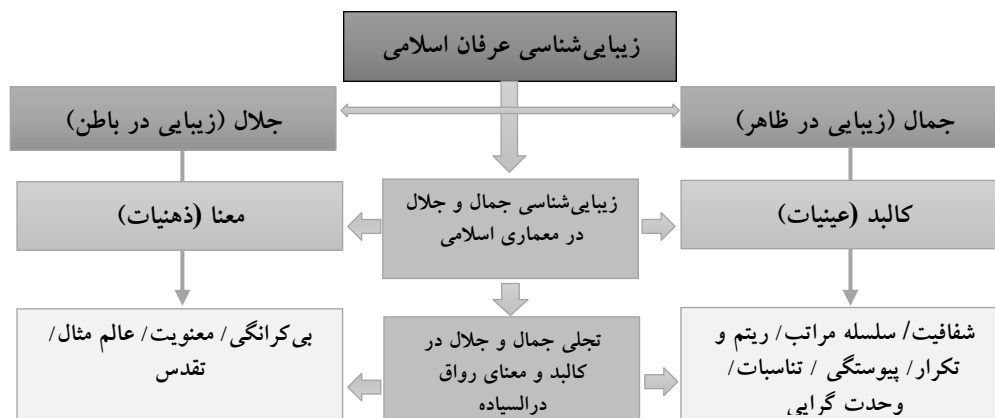 زیبایی‌شناسی عرفان اسلامی
جمال (زیبایی در ظاهر)
جلال (زیبایی در باطن)
کالبد (عینیات)
زیبایی‌شناسی جمال و جلال
در معماری اسلامی
معنا (ذهنیات)
شفافیت/ سلسله مراتب/ ریتم و
تکرار/ پیوستگی / تناسبات/
وحدت گرایی
تجلی جمال و جلال در
کالبد و معنای رواق
درالسیاده
بی‌کرانگی/ معنویت/ عالم مثال/
تقدس